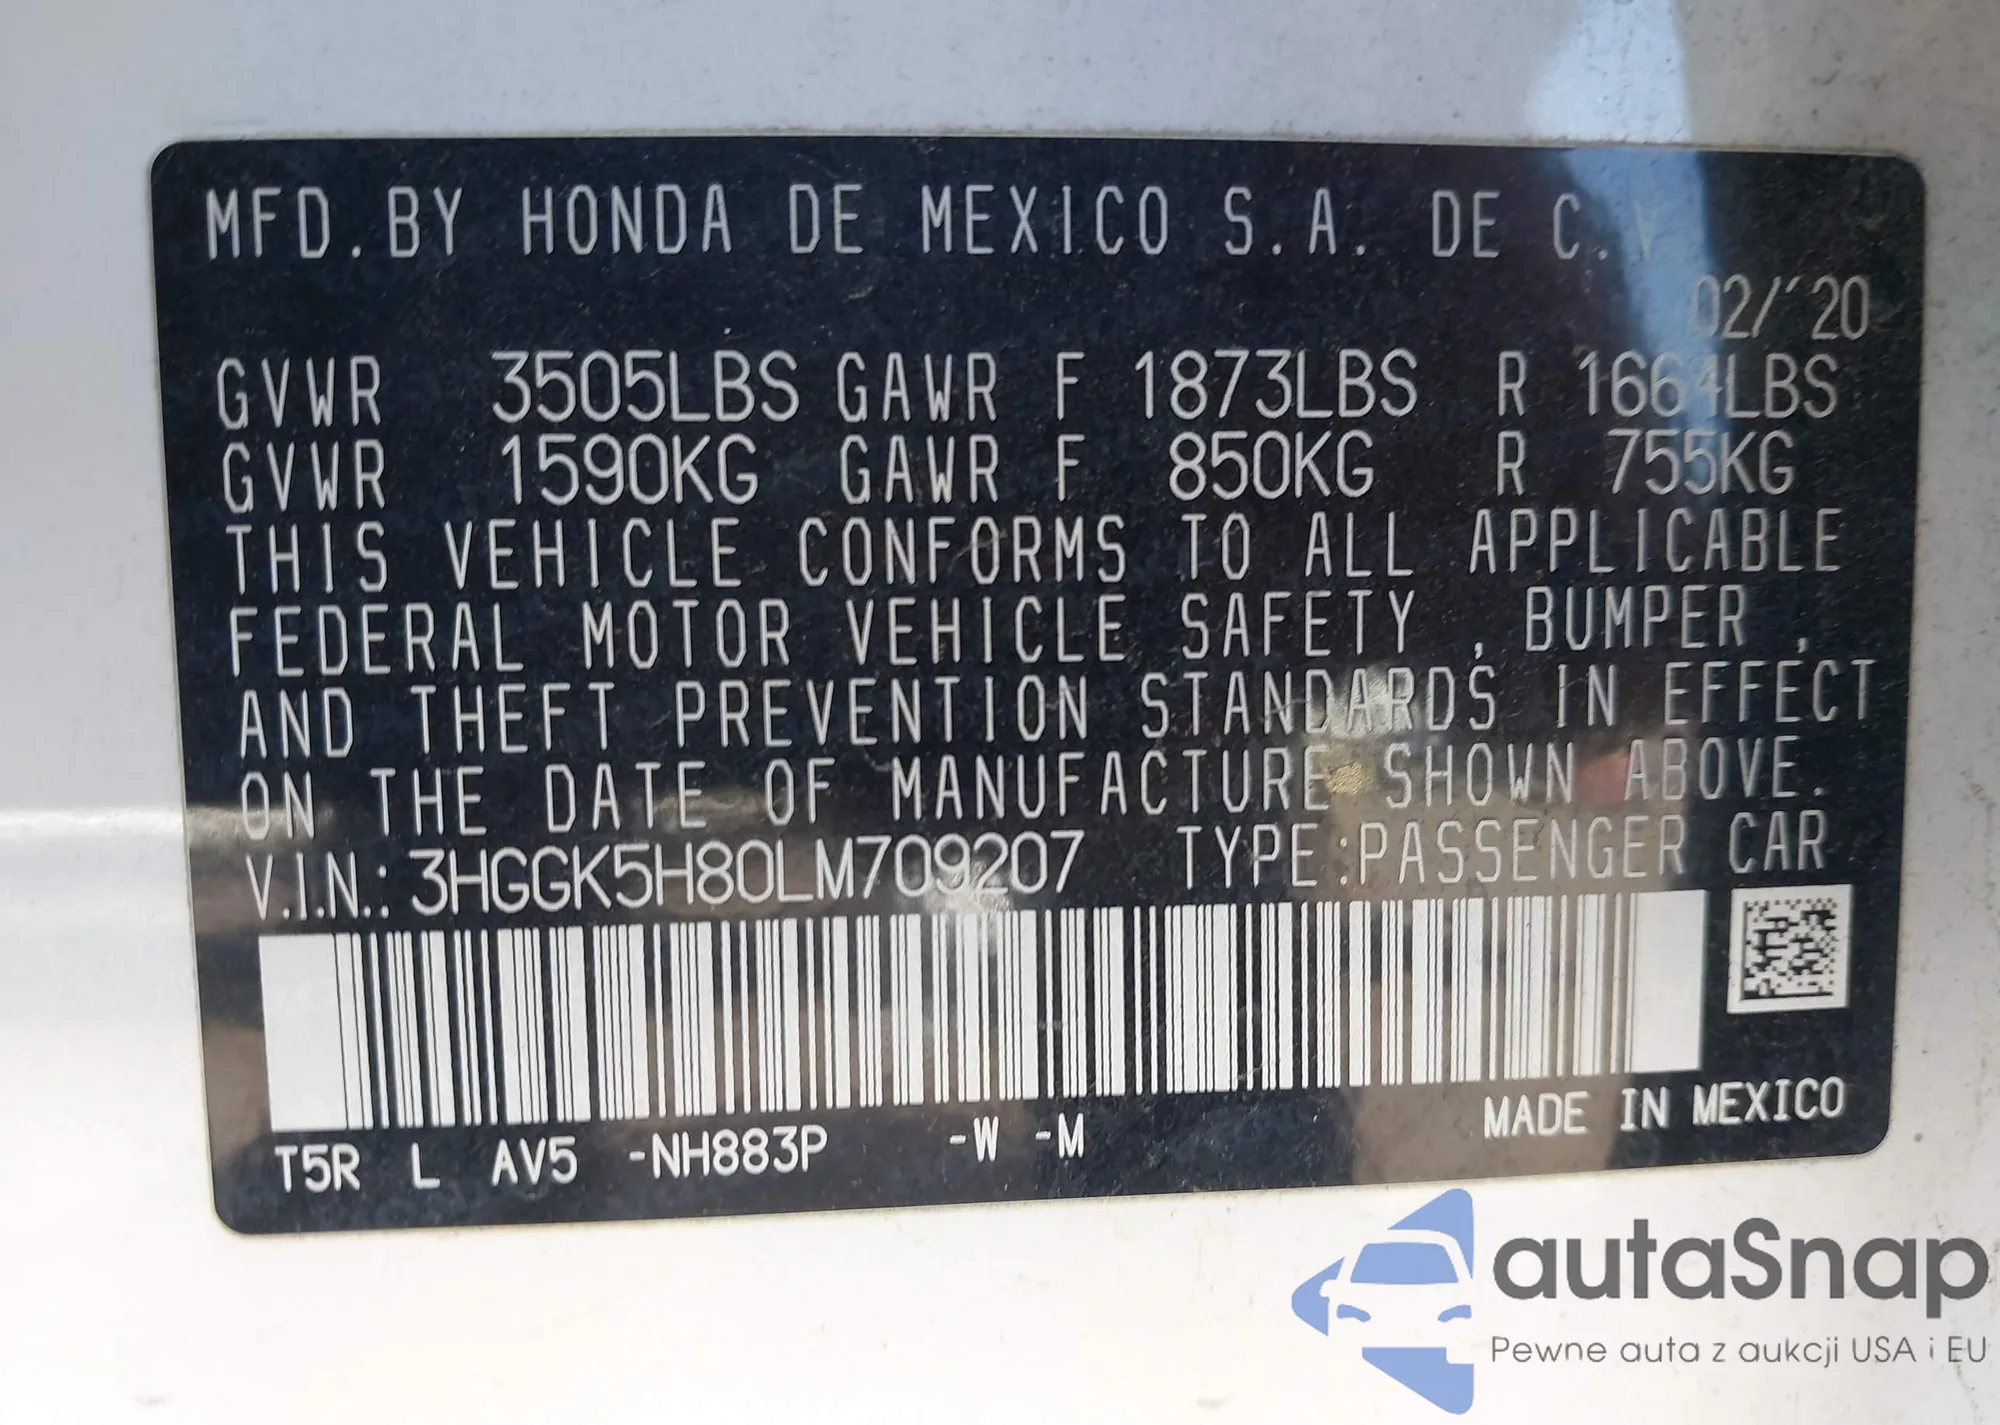 MFD. BY HONDA DE MEXICO S.A. DE C.V.
02/'20
GVWR 3505LBS GAWR F 1873LBS R 1664LBS
GVWR 1590KG GAWR F 850KG R 755KG
THIS VEHICLE CONFORMS TO ALL APPLICABLE
FEDERAL MOTOR VEHICLE SAFETY , BUMPER ,
AND THEFT PREVENTION STANDARDS IN EFFECT
ON THE DATE OF MANUFACTURE SHOWN ABOVE.
V.I.N.: 3HGGK5H80LM709207 TYPE:PASSENGER CAR
T5R L AV5 -NH883P -W -M MADE IN MEXICO
autaSnap
Pewne auta z aukcji USA i EU